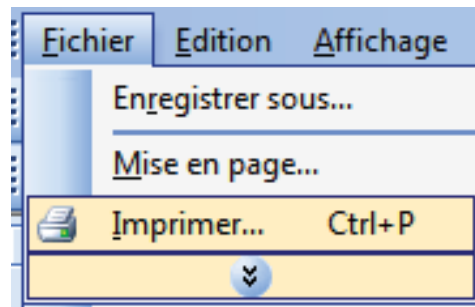 Fichier Edition Affichage
Enregistrer sous...
Mise en page...
Imprimer... Ctrl+P